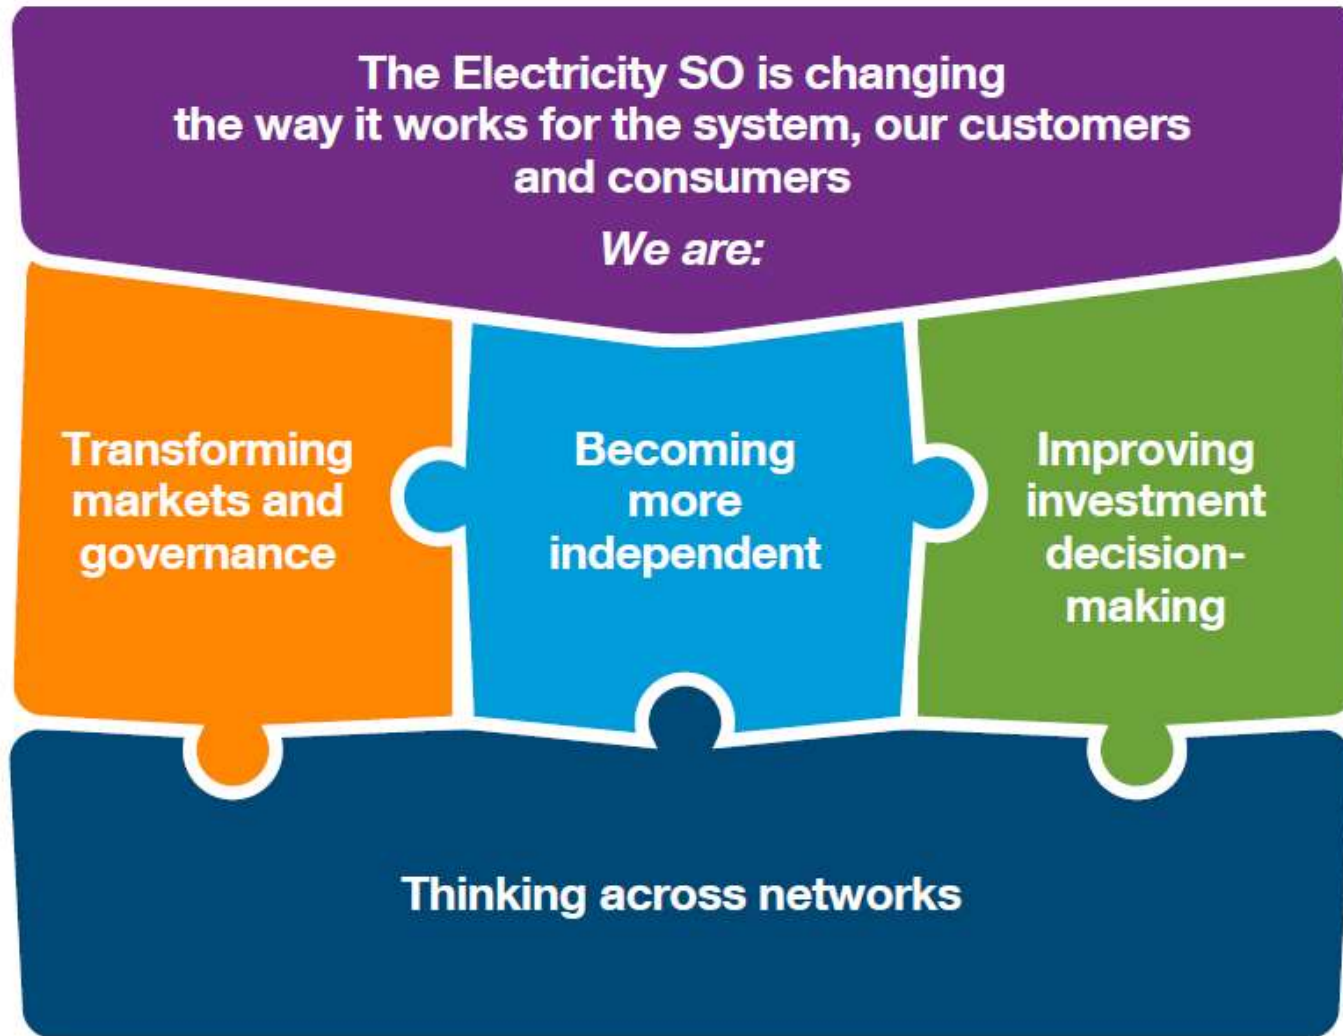 The Electricity SO is changing
the way it works for the system, our customers
and consumers
We are:
Transforming
markets and
governance
Becoming
more
independent
Improving
investment
decision-
making
Thinking across networks